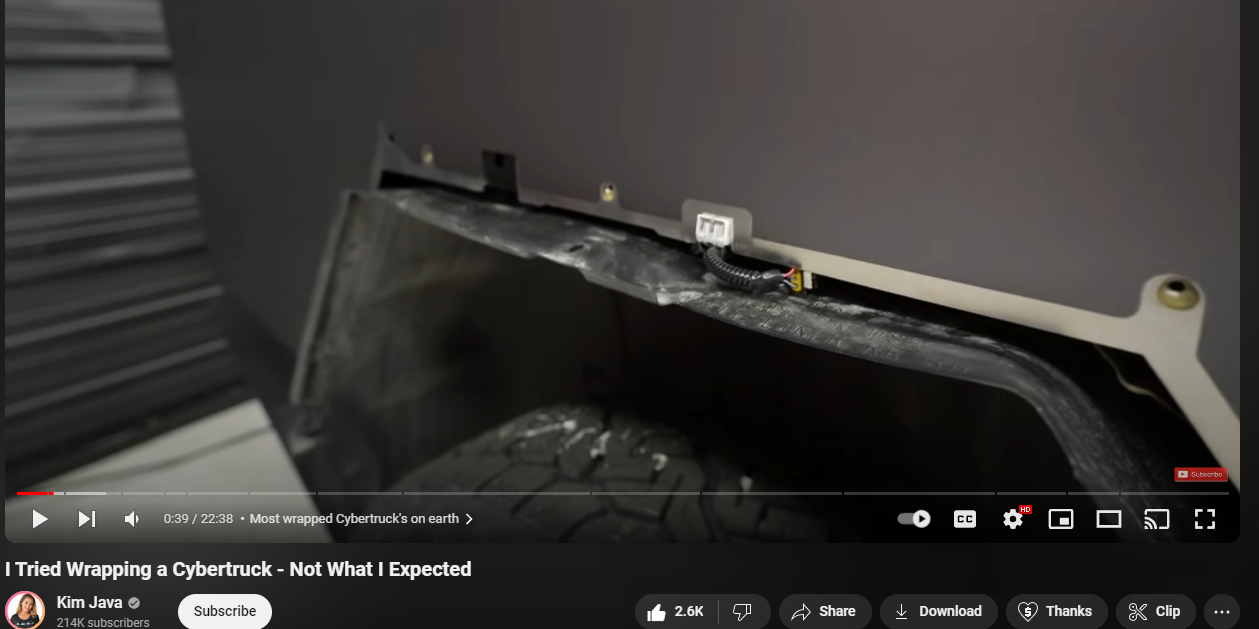 Subscribe
0:39 / 22:38 • Most wrapped Cybertruck's on earth
CC
HD
I Tried Wrapping a Cybertruck - Not What I Expected
Kim Java
214K subscribers
Subscribe
2.6K
Share
Download
Thanks
Clip